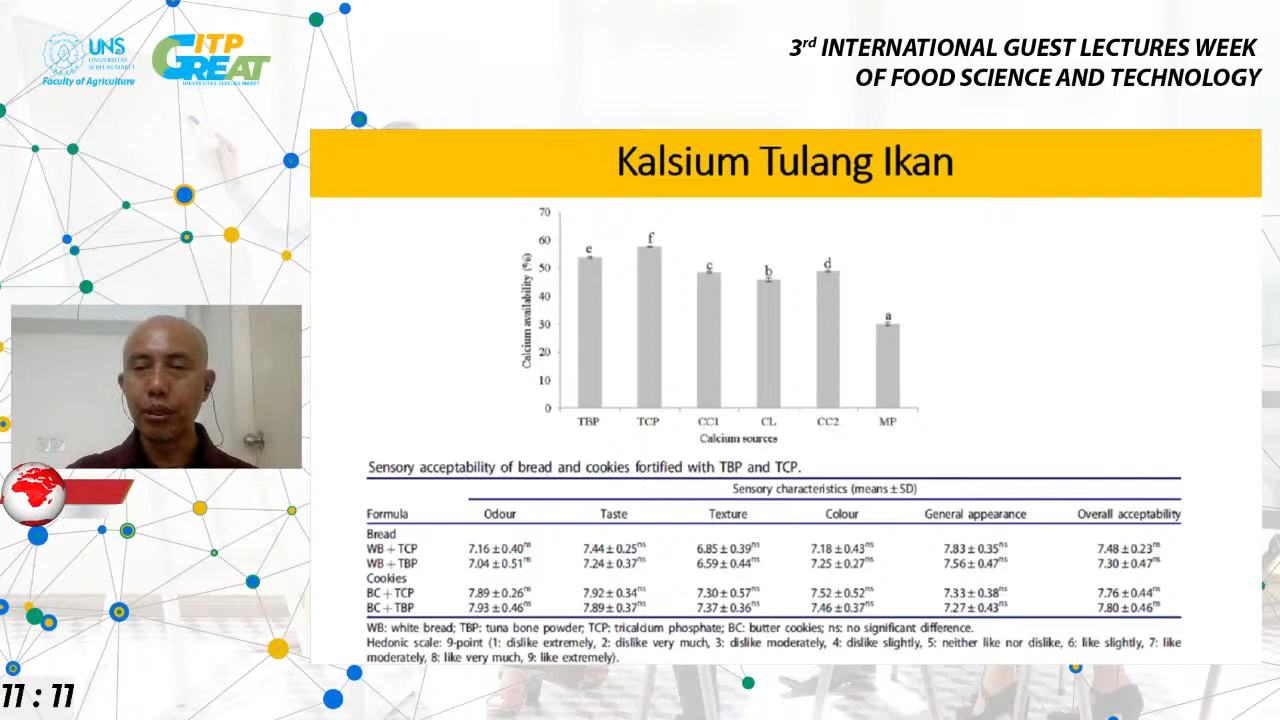 UNS
UNIVERSITAS
SEBELAS MARET
Faculty of Agriculture
ITP
GREAT
UNIVERSITAS SEBELAS MARET
3rd INTERNATIONAL GUEST LECTURES WEEK
OF FOOD SCIENCE AND TECHNOLOGY
Kalsium Tulang Ikan
Calcium availability (%)
70
60
50
40
30
20
10
0
e
f
c
b
d
a
TBP TCP CC1 CL CC2 MP
Calcium sources
Sensory acceptability of bread and cookies fortified with TBP and TCP.
Sensory characteristics (means ± SD)
Formula Odour Taste Texture Colour General appearance Overall acceptability
Bread
WB + TCP 7.16 ± 0.40ns 7.44 ± 0.25ns 6.85 ± 0.39ns 7.18 ± 0.43ns 7.83 ± 0.35ns 7.48 ± 0.23ns
WB + TBP 7.04 ± 0.51ns 7.24 ± 0.37ns 6.59 ± 0.44ns 7.25 ± 0.27ns 7.56 ± 0.47ns 7.30 ± 0.47ns
Cookies
BC + TCP 7.89 ± 0.26ns 7.92 ± 0.34ns 7.30 ± 0.57ns 7.52 ± 0.52ns 7.33 ± 0.38ns 7.76 ± 0.44ns
BC + TBP 7.93 ± 0.46ns 7.89 ± 0.37ns 7.37 ± 0.36ns 7.46 ± 0.37ns 7.27 ± 0.43ns 7.80 ± 0.46ns
WB: white bread; TBP: tuna bone powder; TCP: tricalcium phosphate; BC: butter cookies; ns: no significant difference.
Hedonic scale: 9-point (1: dislike extremely, 2: dislike very much, 3: dislike moderately, 4: dislike slightly, 5: neither like nor dislike, 6: like slightly, 7: like
moderately, 8: like very much, 9: like extremely).
11 : 11